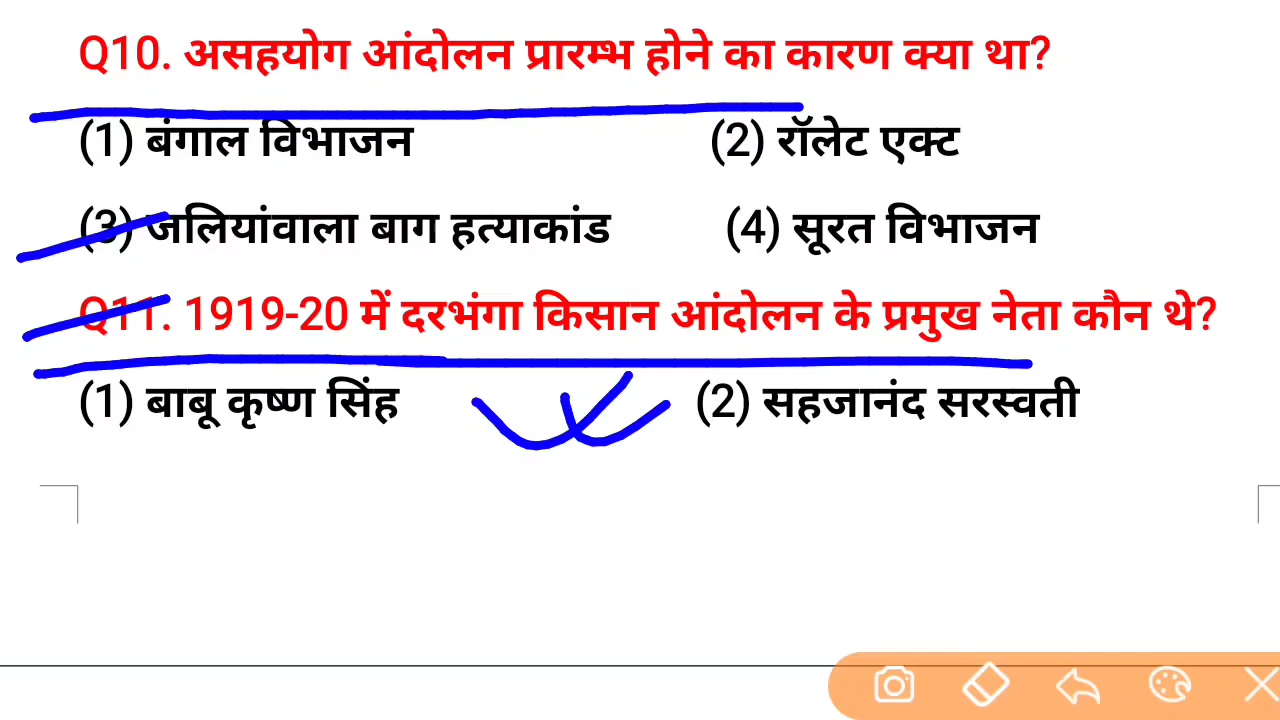 Q10. असहयोग आंदोलन प्रारम्भ होने का कारण क्या था?
(1) बंगाल विभाजन (2) रॉलेट एक्ट
(3) जलियांवाला बाग हत्याकांड (4) सूरत विभाजन
Q11. 1919-20 में दरभंगा किसान आंदोलन के प्रमुख नेता कौन थे?
(1) बाबू कृष्ण सिंह (2) सहजानंद सरस्वती